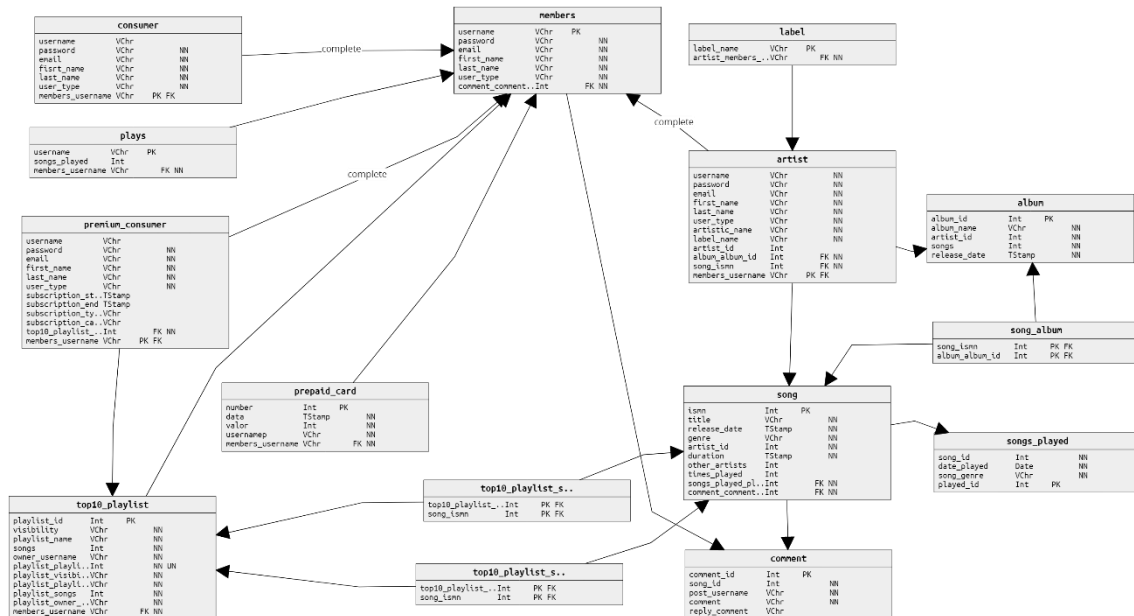 consumer
username VChr
password VChr NN
email VChr NN
fisrt_name VChr NN
last_name VChr NN
user_type VChr NN
members_username VChr PK FK
members
username VChr PK
password VChr NN
email VChr NN
first_name VChr NN
last_name VChr NN
user_type VChr NN
comment_comment..Int FK NN
label
label_name VChr PK
artist_members_..VChr FK NN
complete
complete
complete
plays
username VChr PK
songs_played Int
members_username VChr FK NN
artist
username VChr NN
password VChr NN
email VChr NN
first_name VChr NN
last_name VChr NN
user_type VChr NN
artistic_name VChr NN
label_name VChr NN
artist_id Int
album_album_id Int FK NN
song_ismn Int FK NN
members_username VChr PK FK
album
album_id Int PK
album_name VChr NN
artist_id Int NN
songs Int NN
release_date TStamp NN
premium_consumer
username VChr
password VChr NN
email VChr NN
first_name VChr NN
last_name VChr NN
user_type VChr NN
subscription_st..TStamp
subscription_end TStamp
subscription_ty..VChr
subscription_ca..VChr
top10_playlist_..Int FK NN
members_username VChr PK FK
song_album
song_ismn Int PK FK
album_album_id Int PK FK
prepaid_card
number Int PK
data TStamp NN
valor Int NN
usernamep VChr NN
members_username VChr FK NN
song
ismn Int PK
title VChr NN
release_date TStamp NN
genre VChr NN
artist_id Int NN
duration TStamp NN
other_artists Int
times_played Int
songs_played_pl..Int FK NN
comment_comment..Int FK NN
songs_played
song_id Int NN
date_played Date NN
song_genre VChr NN
played_id Int PK
top10_playlist_s..
top10_playlist_..Int PK FK
song_ismn Int PK FK
top10_playlist
playlist_id Int PK
visibility VChr NN
playlist_name VChr NN
songs Int NN
owner_username VChr NN
playlist_playli..Int NN UN
playlist_visibi..VChr NN
playlist_playli..VChr NN
playlist_songs Int NN
playlist_owner_..VChr NN
members_username VChr FK NN
top10_playlist_s..
top10_playlist_..Int PK FK
song_ismn Int PK FK
comment
comment_id Int PK
song_id Int NN
post_username VChr NN
comment VChr NN
reply_comment VChr